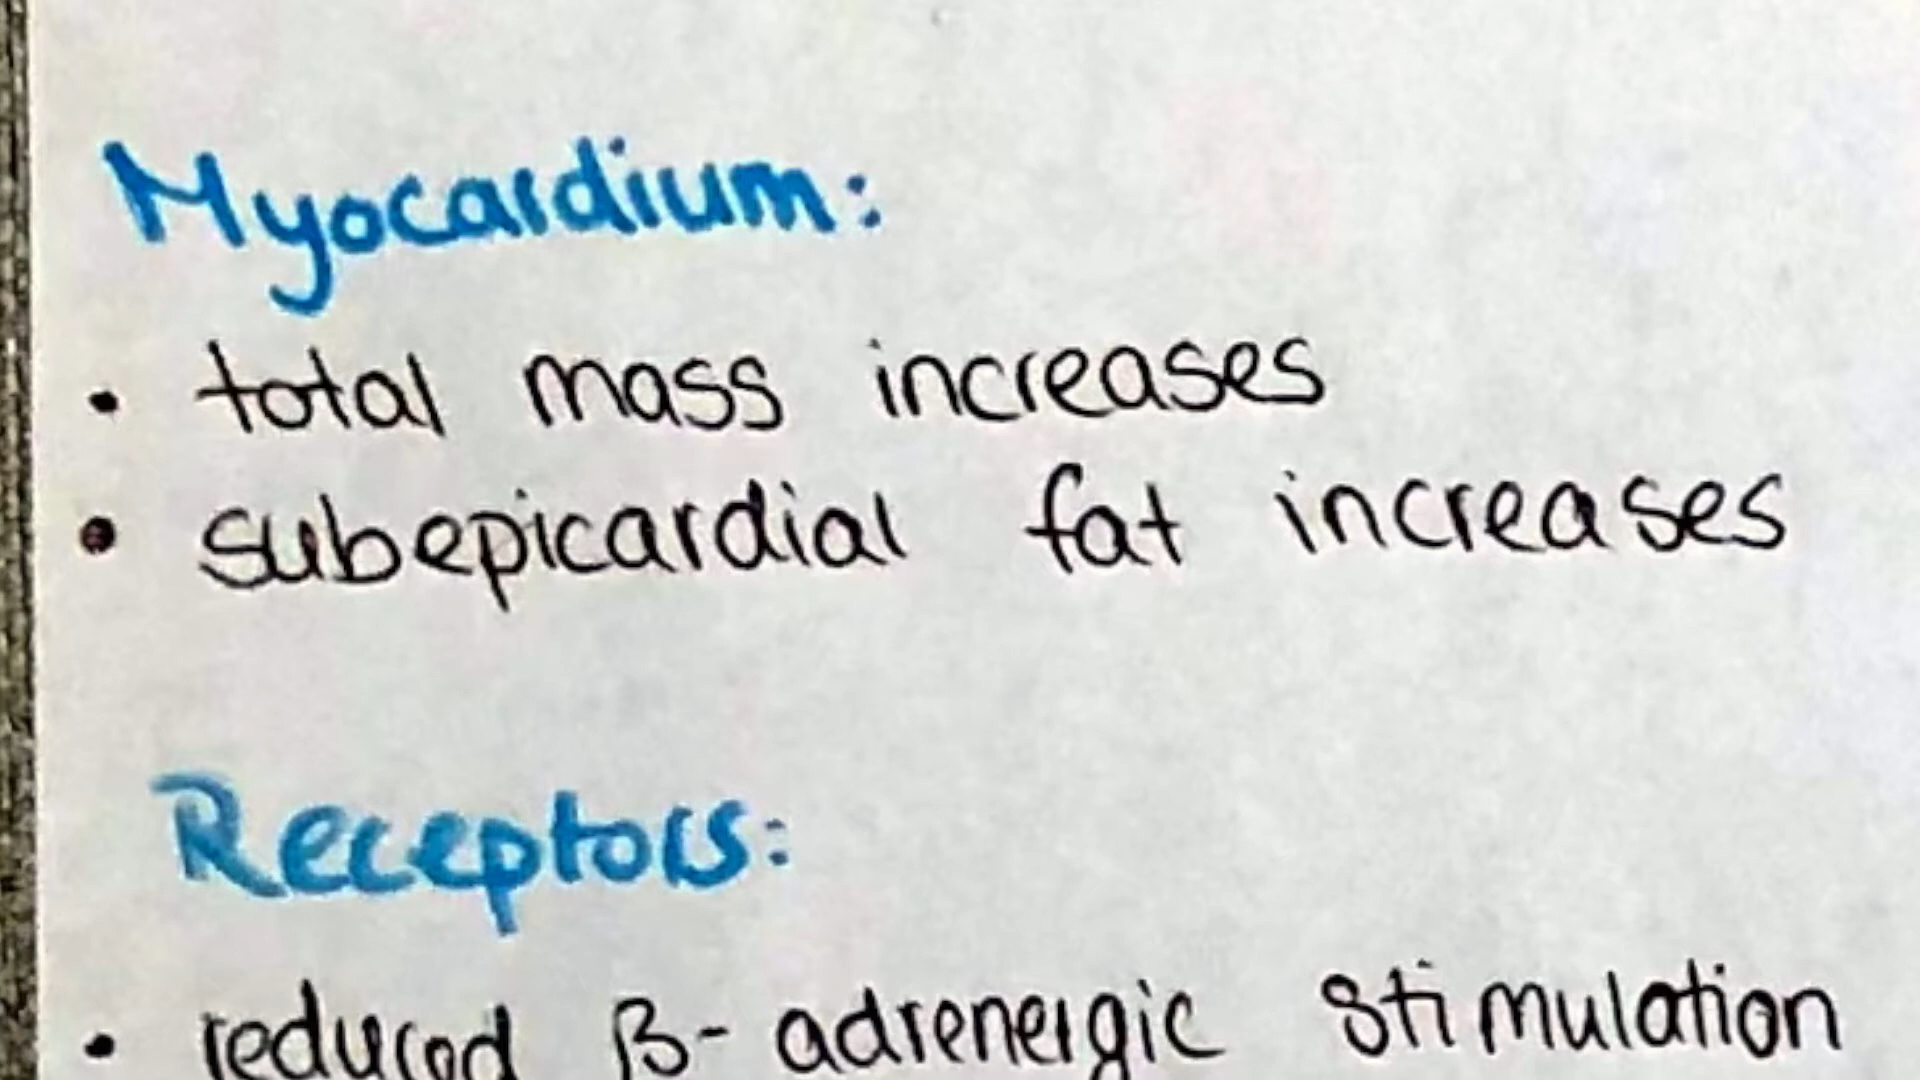 Myocardium:
• total mass increases
• subepicardial fat increases
Receptors:
• reduced β-adrenergic stimulation